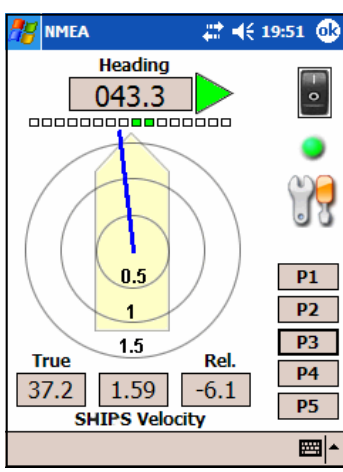 NMEA 19:51 ok
Heading
043.3
0.5
1
1.5
True Rel.
37.2 1.59 -6.1
SHIPS Velocity
P1
P2
P3
P4
P5